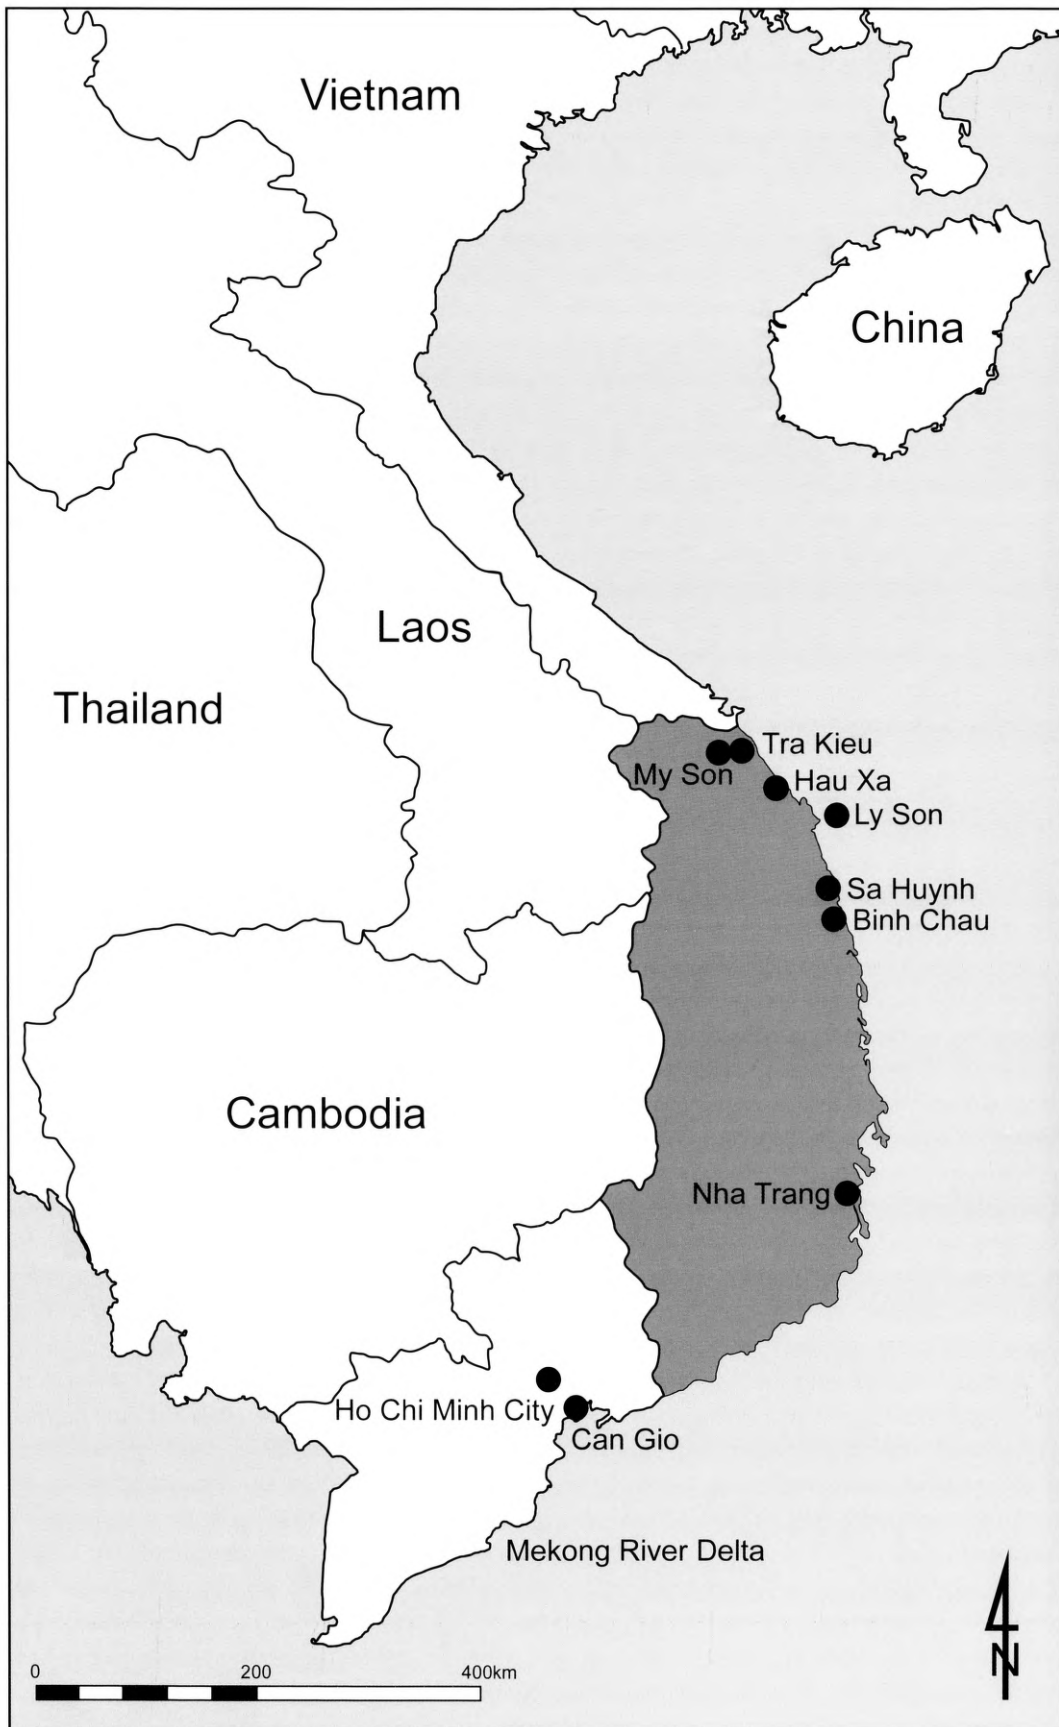 Vietnam
China
Laos
Thailand
Tra Kieu
My Son
Hau Xa
Ly Son
Sa Huynh
Binh Chau
Cambodia
Nha Trang
Ho Chi Minh City
Can Gio
Mekong River Delta
N
0 200 400km